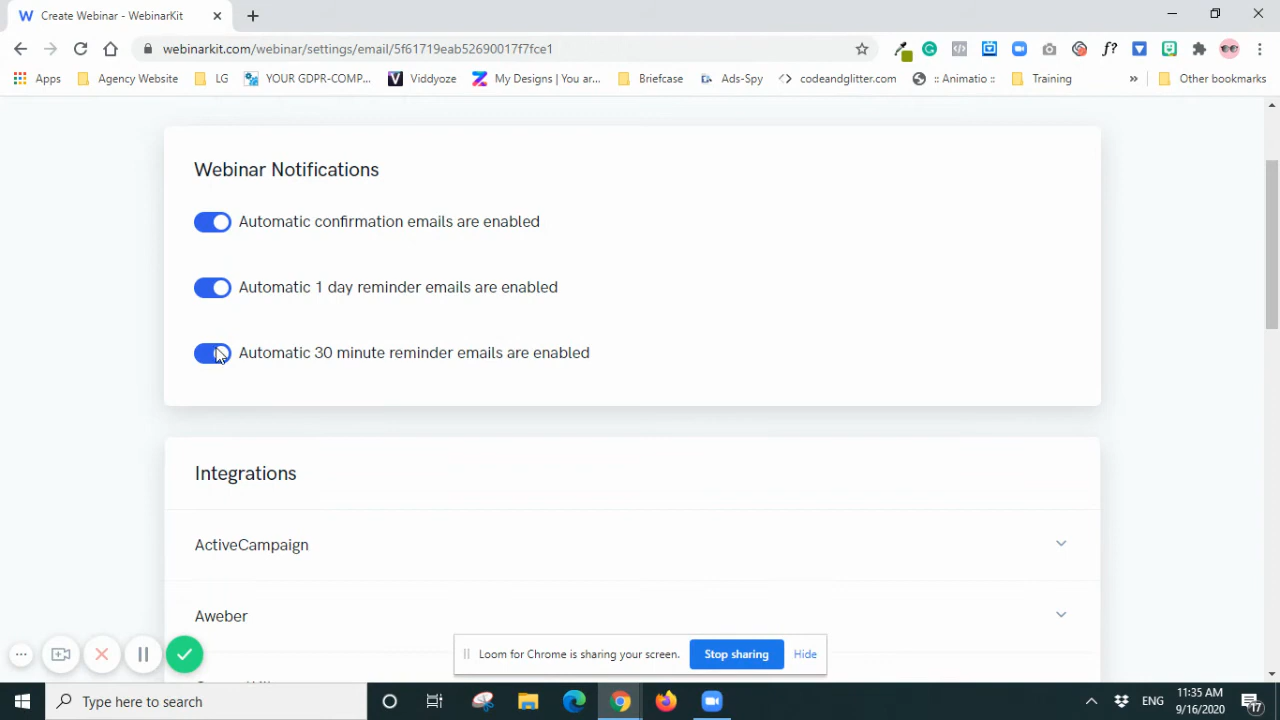 Create Webinar - WebinarKit
webinarkit.com/webinar/settings/email/5f61719eab52690017f7fce1
Apps
Agency Website
LG
YOUR GDPR-COMP...
Viddyoze
My Designs | You ar...
Briefcase
Ads-Spy
codeandglitter.com
:: Animatio ::
Training
»
Other bookmarks
Webinar Notifications
Automatic confirmation emails are enabled
Automatic 1 day reminder emails are enabled
Automatic 30 minute reminder emails are enabled
Integrations
ActiveCampaign
Aweber
Loom for Chrome is sharing your screen.
Stop sharing
Hide
Type here to search
ENG
11:35 AM
9/16/2020
17